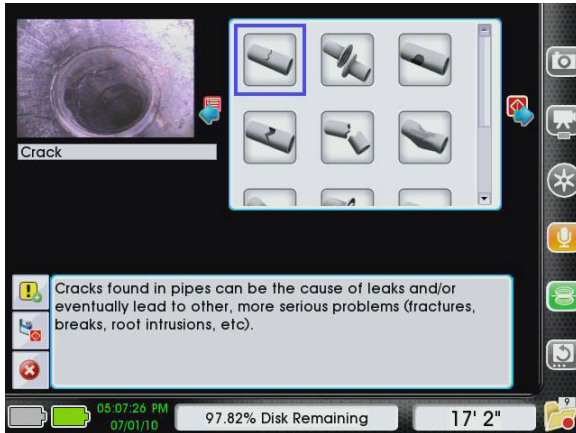 Crack
Cracks found in pipes can be the cause of leaks and/or
eventually lead to other, more serious problems (fractures,
breaks, root intrusions, etc).
05:07:26 PM
07/01/10
97.82% Disk Remaining
17' 2"
9